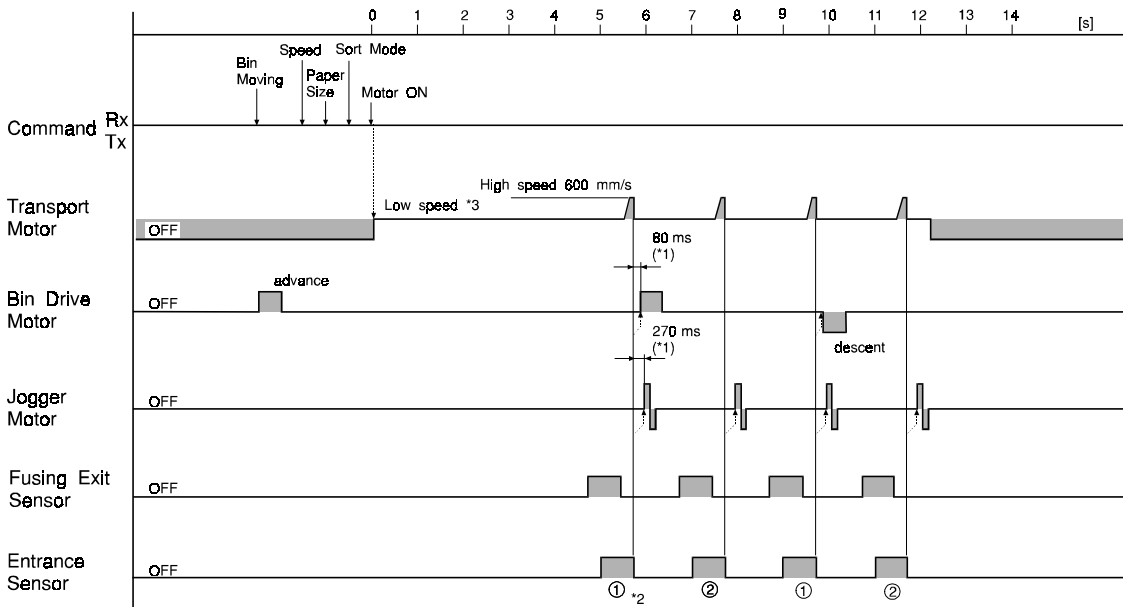 0 1 2 3 4 5 6 7 8 9 10 11 12 13 14 [s]
Speed Sort Mode
Bin Moving
Paper Size
Motor ON
Command Rx Tx
High speed 600 mm/s
Transport Motor
Low speed *3
OFF
80 ms (*1)
advance
Bin Drive Motor
OFF
270 ms (*1)
descent
Jogger Motor
OFF
Fusing Exit Sensor
OFF
Entrance Sensor
OFF
① *2 ② ① ②